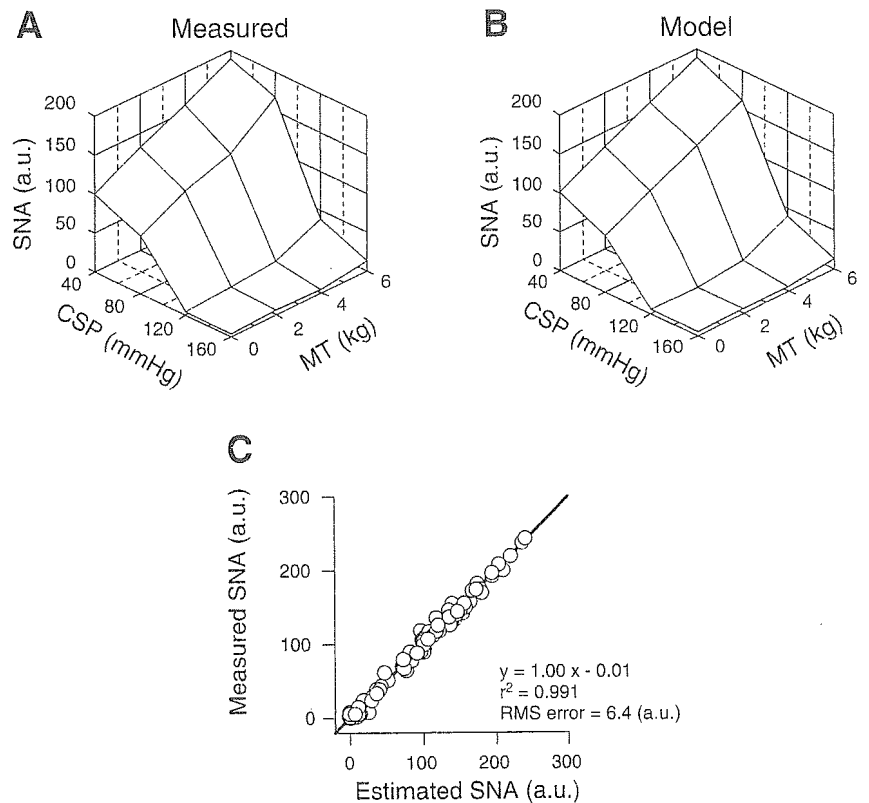 A
Measured
SNA (a.u.)
200
150
100
50
0
40
80
120
160
CSP (mmHg)
0
2
4
6
MT (kg)
B
Model
SNA (a.u.)
200
150
100
50
0
40
80
120
160
CSP (mmHg)
0
2
4
6
MT (kg)
C
Measured SNA (a.u.)
300
200
100
0
y = 1.00 x - 0.01
r² = 0.991
RMS error = 6.4 (a.u.)
0
100
200
300
Estimated SNA (a.u.)